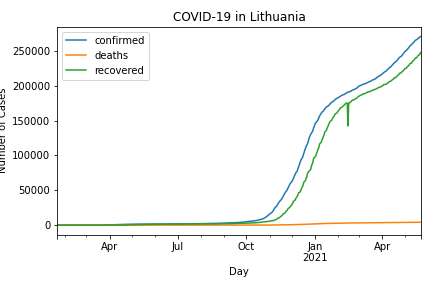 COVID-19 in Lithuania
confirmed
deaths
recovered
Number of Cases
250000
200000
150000
100000
50000
0
Apr
Jul
Oct
Jan
2021
Apr
Day